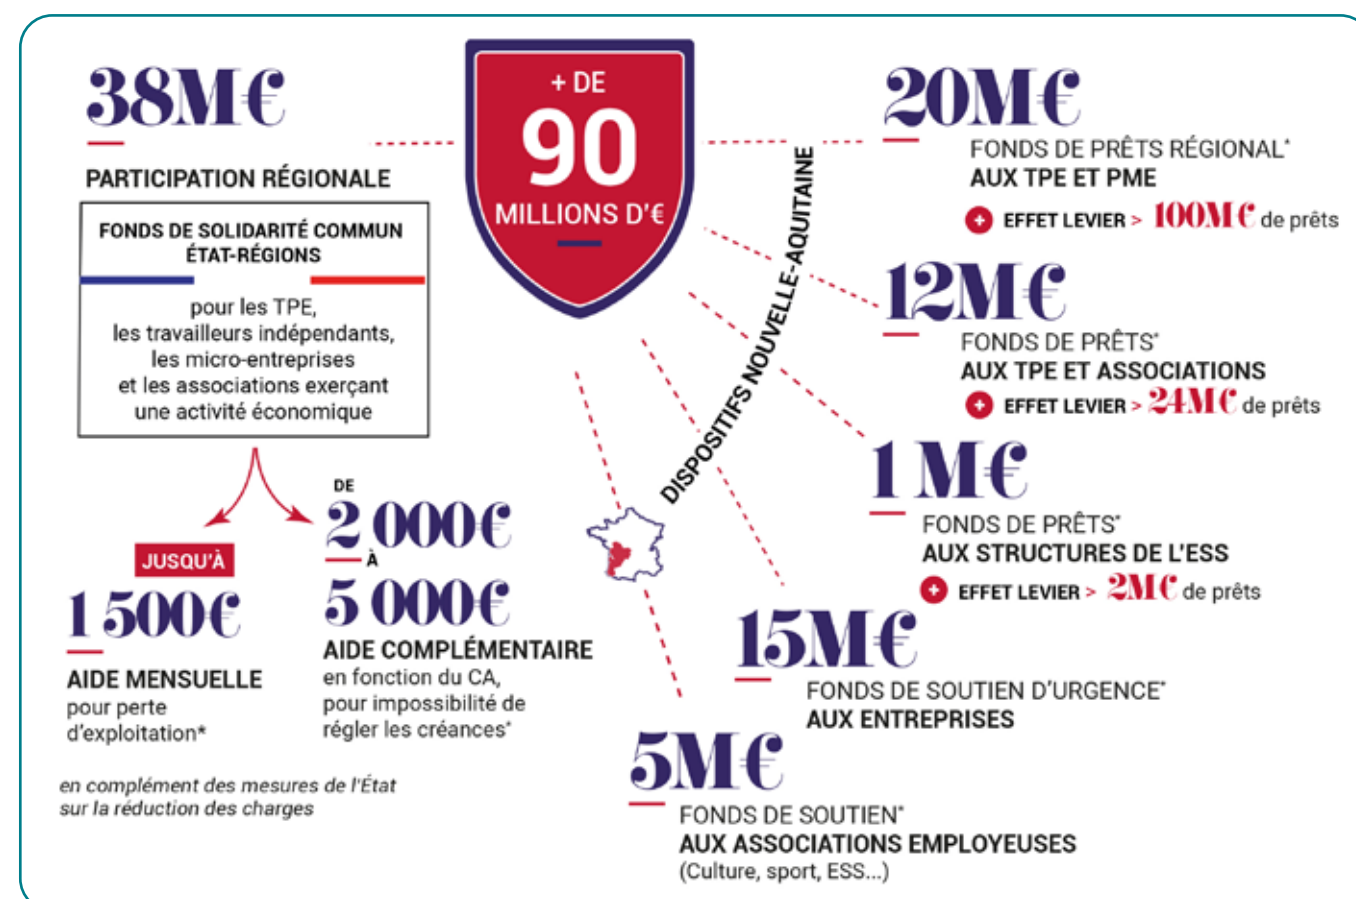 38M€
PARTICIPATION RÉGIONALE
FONDS DE SOLIDARITÉ COMMUN
ÉTAT-RÉGIONS
pour les TPE,
les travailleurs indépendants,
les micro-entreprises
et les associations exerçant
une activité économique
JUSQU'À
1 500€
AIDE MENSUELLE
pour perte
d'exploitation*
DE
2 000€
À
5 000€
AIDE COMPLÉMENTAIRE
en fonction du CA,
pour impossibilité de
régler les créances*
en complément des mesures de l'État
sur la réduction des charges
+ DE
90
MILLIONS D'€
DISPOSITIFS NOUVELLE-AQUITAINE
20M€
FONDS DE PRÊTS RÉGIONAL*
AUX TPE ET PME
+ EFFET LEVIER > 100M€ de prêts
12M€
FONDS DE PRÊTS*
AUX TPE ET ASSOCIATIONS
+ EFFET LEVIER > 24M€ de prêts
1 M€
FONDS DE PRÊTS*
AUX STRUCTURES DE L'ESS
+ EFFET LEVIER > 2M€ de prêts
15M€
FONDS DE SOUTIEN D'URGENCE*
AUX ENTREPRISES
5M€
FONDS DE SOUTIEN*
AUX ASSOCIATIONS EMPLOYEUSES
(Culture, sport, ESS...)